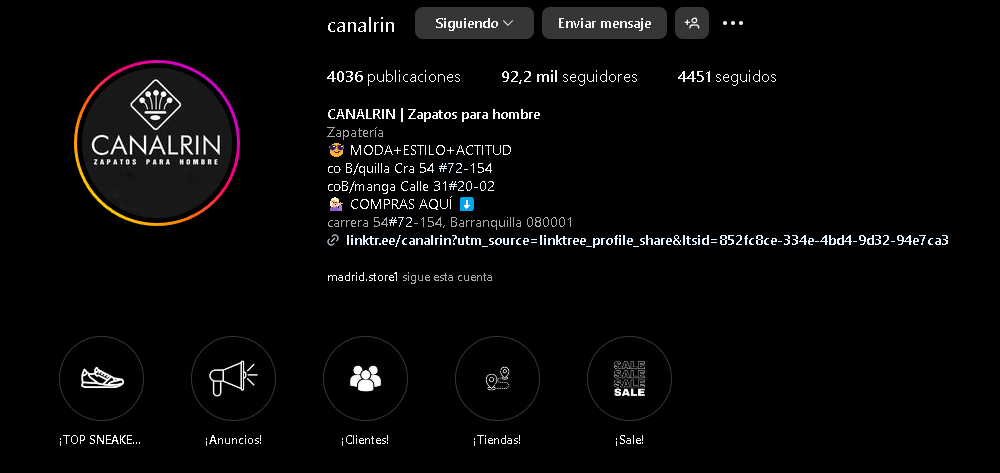 canalrin Siguiendo Enviar mensaje
4036 publicaciones 92,2 mil seguidores 4451 seguidos
CANALRIN
ZAPATOS PARA HOMBRE
CANALRIN | Zapatos para hombre
Zapatería
😎 MODA+ESTILO+ACTITUD
co B/quilla Cra 54 #72-154
coB/manga Calle 31#20-02
💁🏻‍♀️ COMPRAS AQUÍ ⬇️
carrera 54#72-154, Barranquilla 080001
linktr.ee/canalrin?utm_source=linktree_profile_share&ltsid=852fc8ce-334e-4bd4-9d32-94e7ca3
madrid.store1 sigue esta cuenta
SALE
SALE
SALE
SALE
¡TOP SNEAKE... ¡Anuncios! ¡Clientes! ¡Tiendas! ¡Sale!